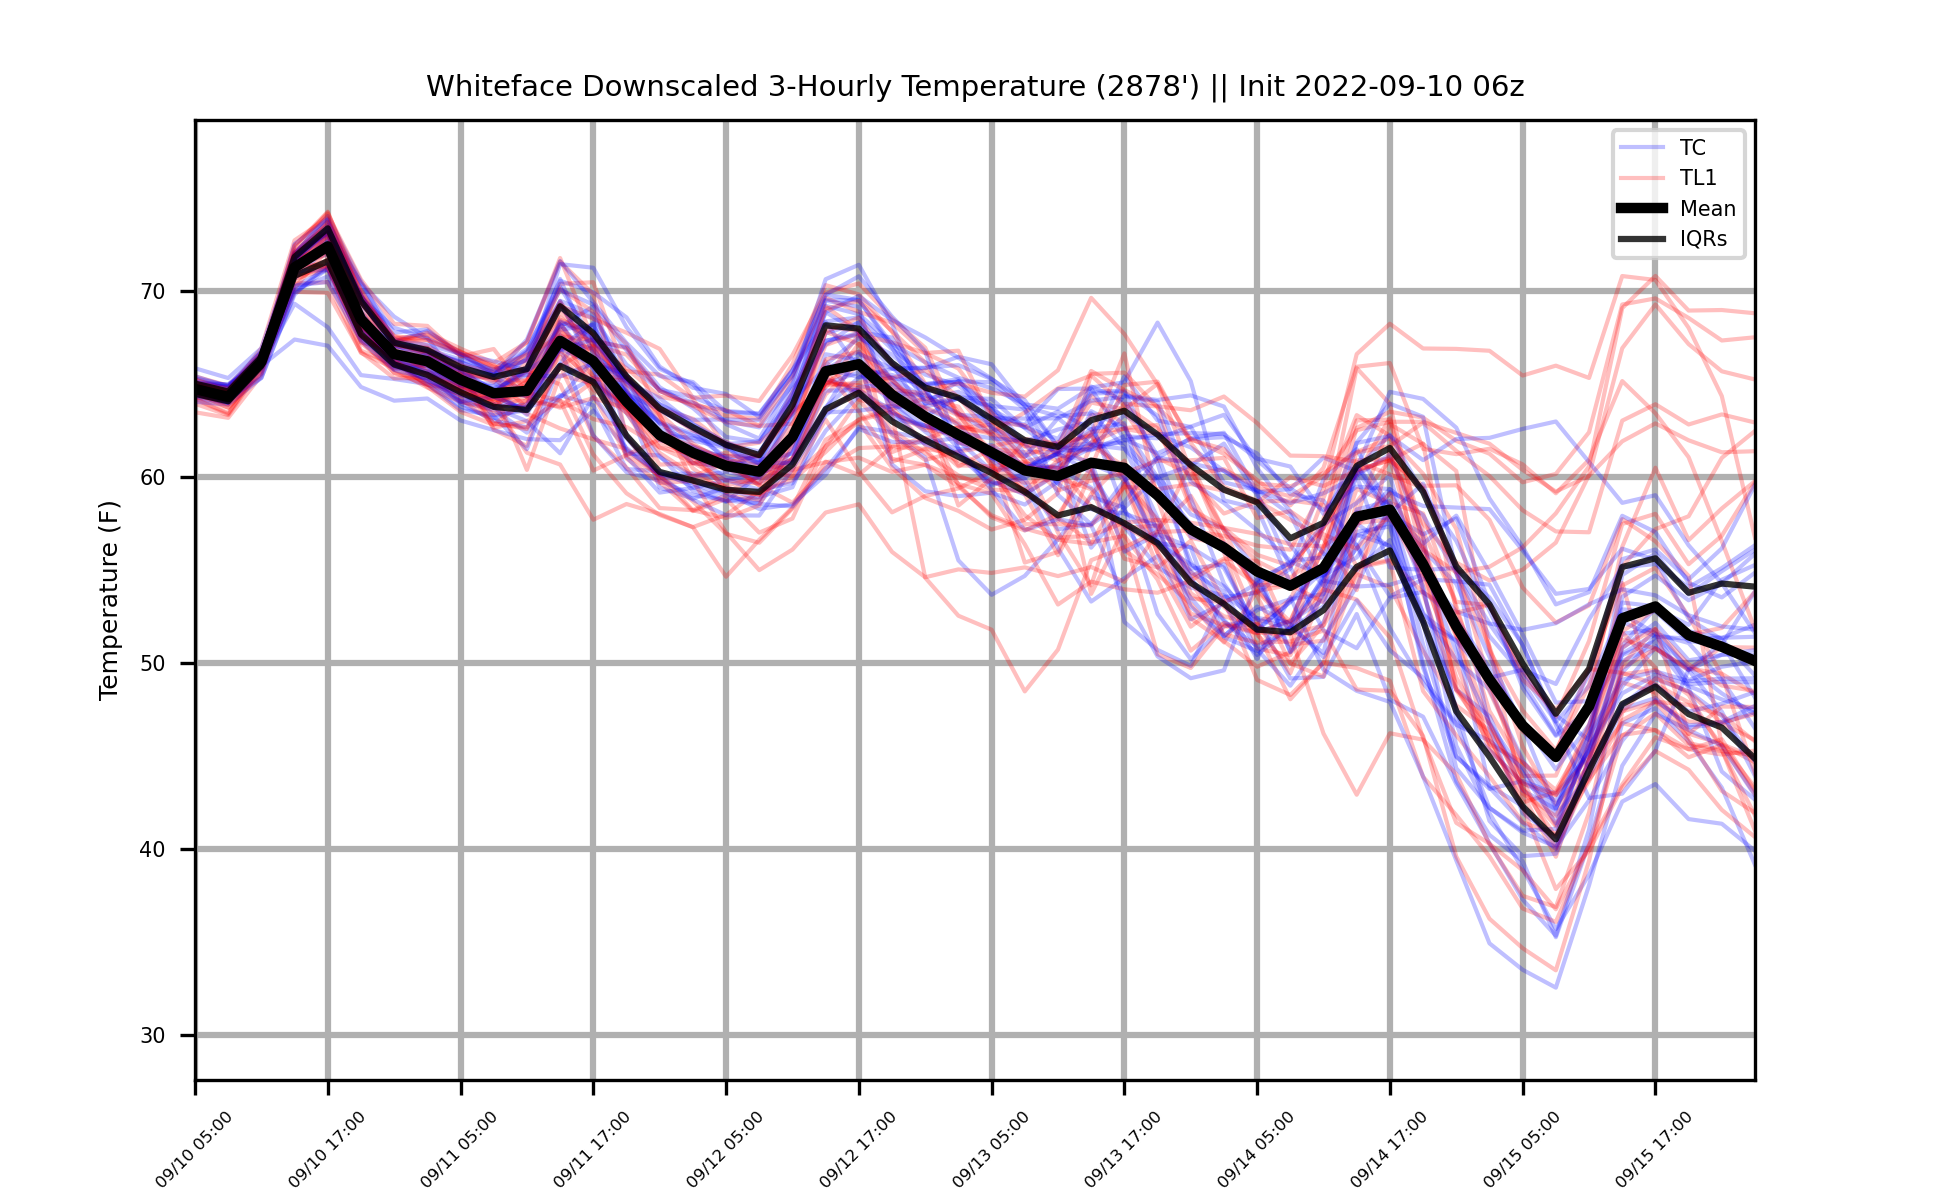 Whiteface Downscaled 3-Hourly Temperature (2878') || Init 2022-09-10 06z
TC
TL1
Mean
IQRs
Temperature (F)
70
60
50
40
30
09/10 05:00
09/10 17:00
09/11 05:00
09/11 17:00
09/12 05:00
09/12 17:00
09/13 05:00
09/13 17:00
09/14 05:00
09/14 17:00
09/15 05:00
09/15 17:00